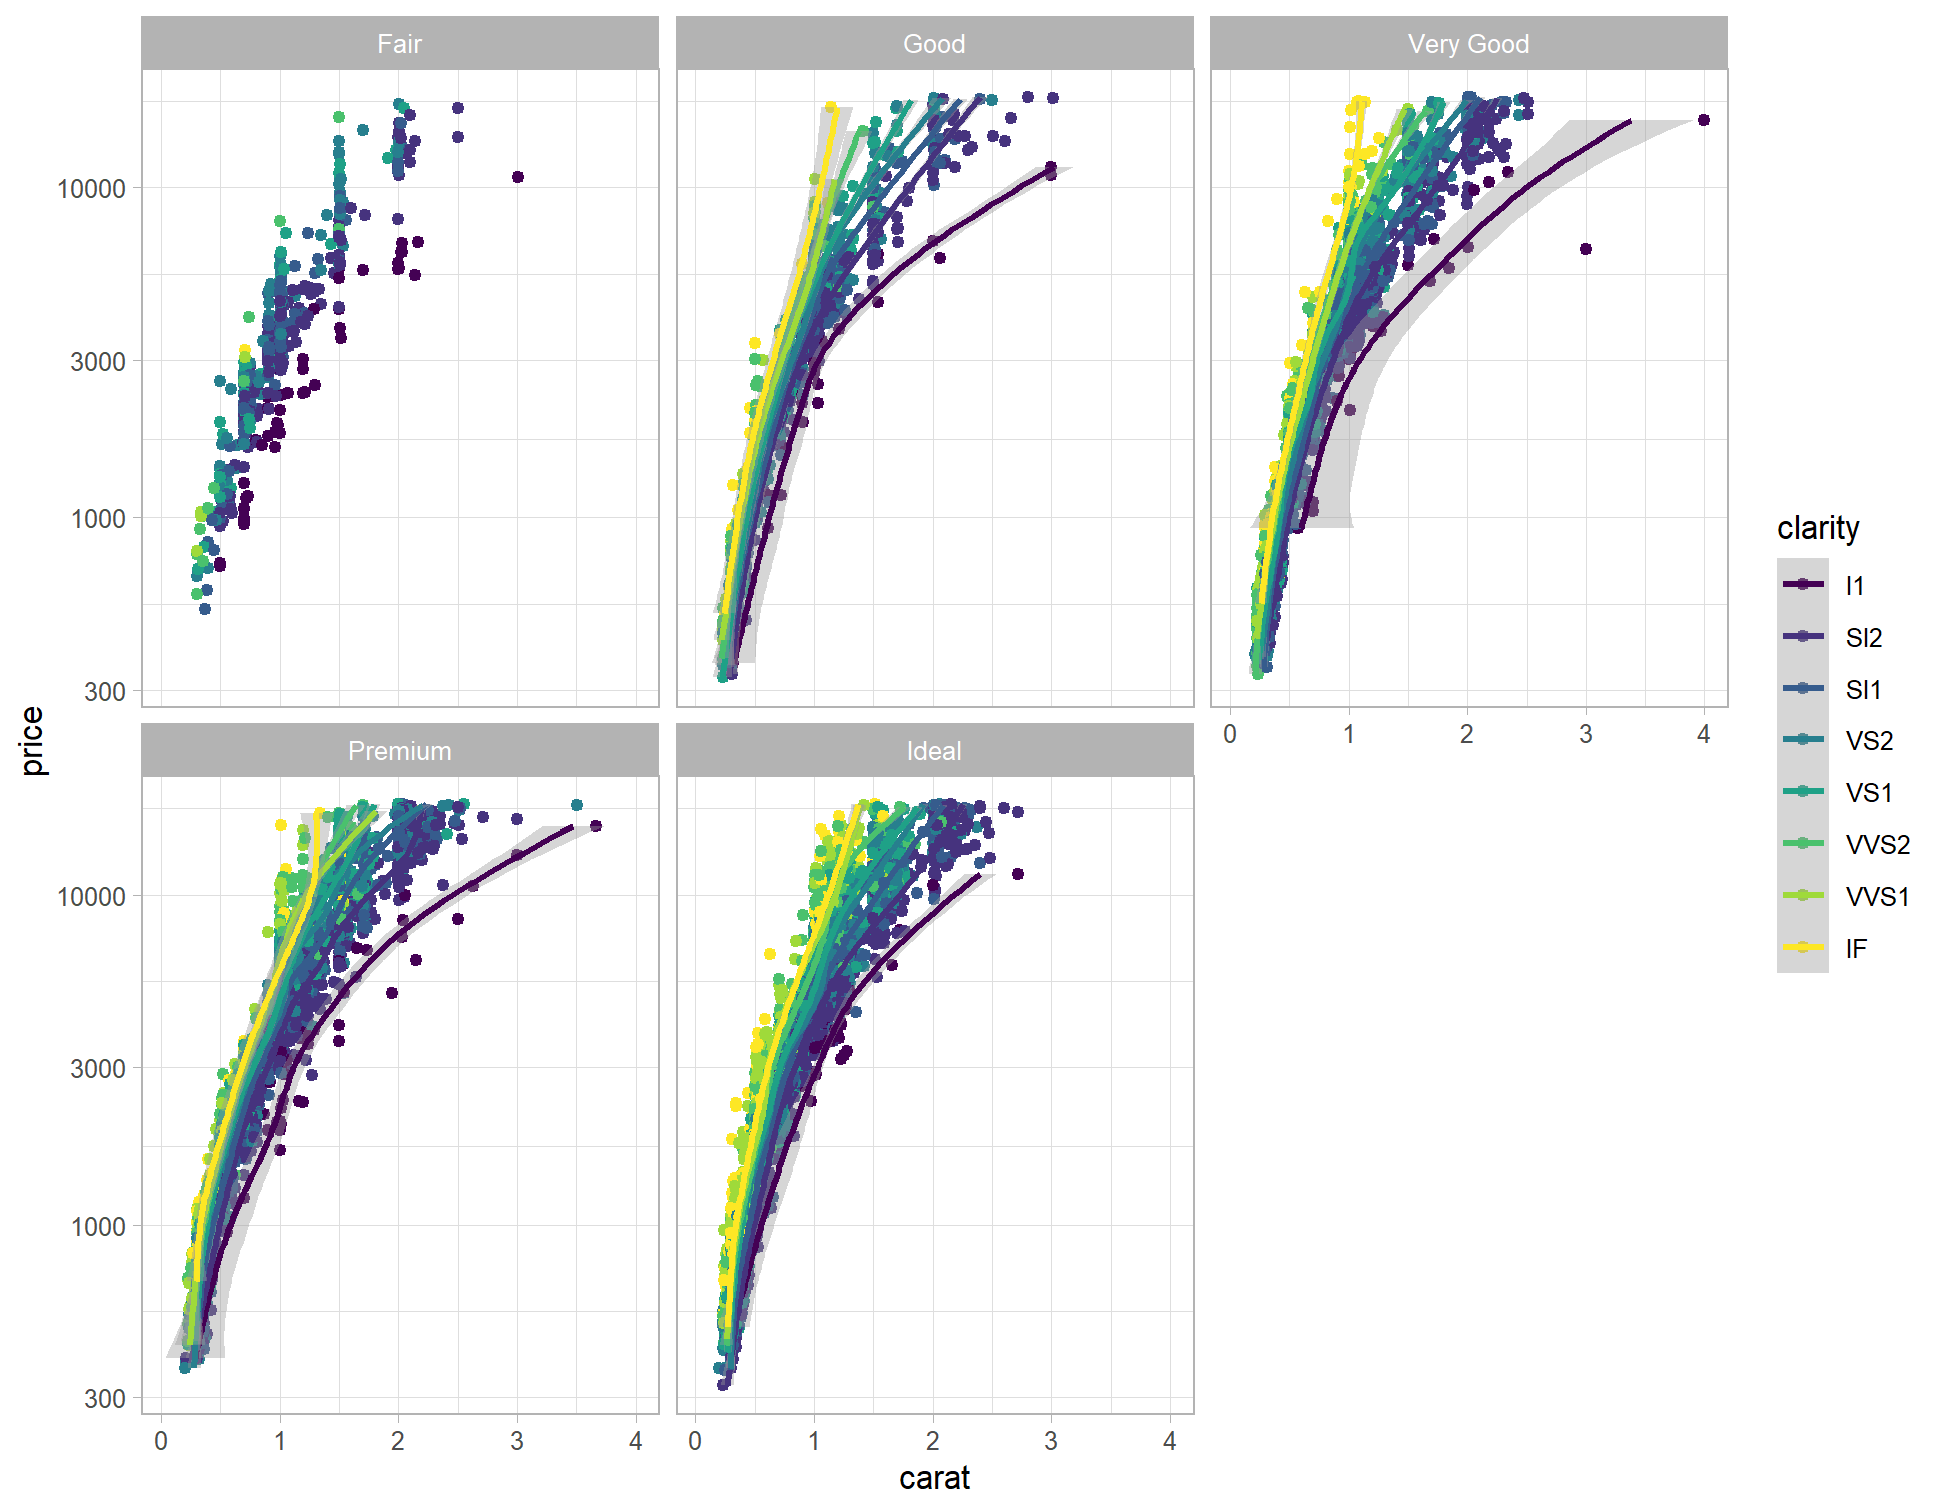 Fair
Good
Very Good
10000
3000
1000
300
0 1 2 3 4
Premium
Ideal
10000
3000
1000
300
0 1 2 3 4
0 1 2 3 4
price
carat
clarity
I1
SI2
SI1
VS2
VS1
VVS2
VVS1
IF